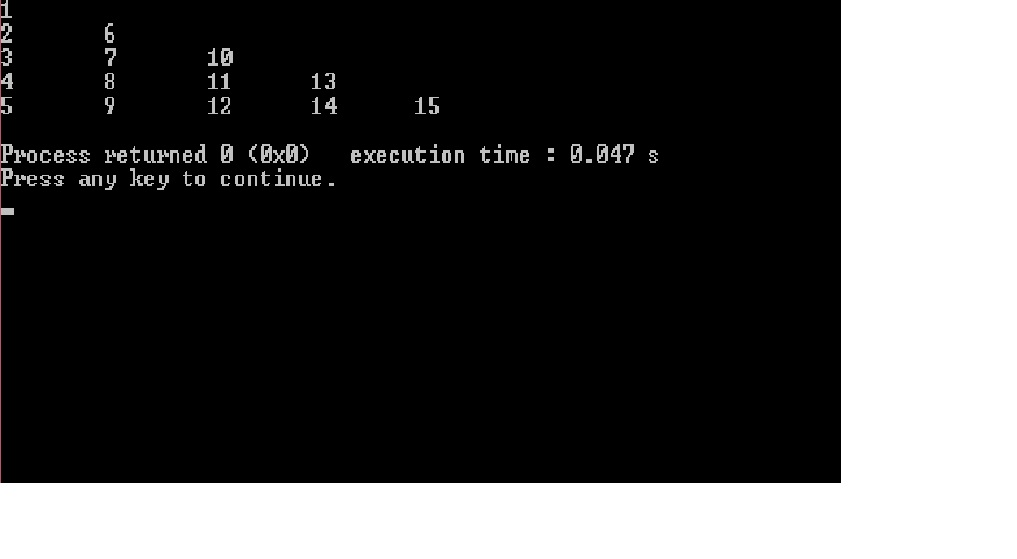 1
2 6
3 7 10
4 8 11 13
5 9 12 14 15
Process returned 0 (0x0) execution time : 0.047 s
Press any key to continue.